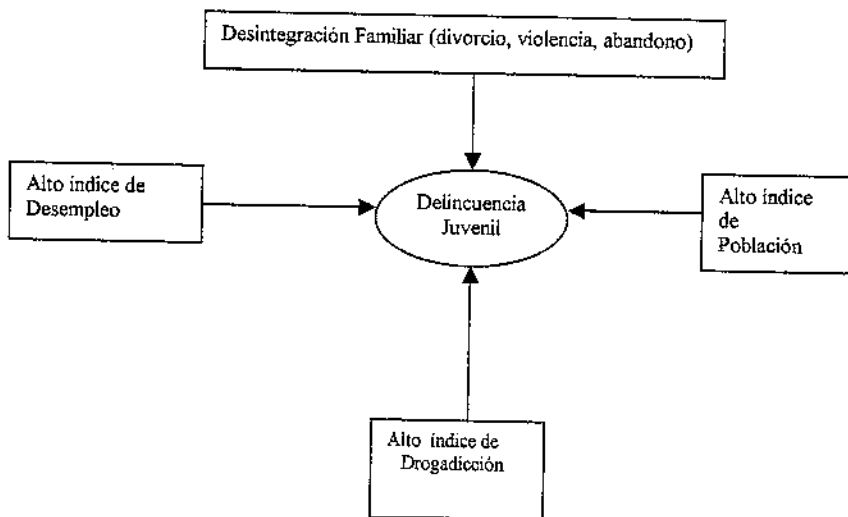 Desintegración Familiar (divorcio, violencia, abandono)
Alto índice de
Desempleo
Delincuencia
Juvenil
Alto índice
de
Población
Alto índice de
Drogadicción